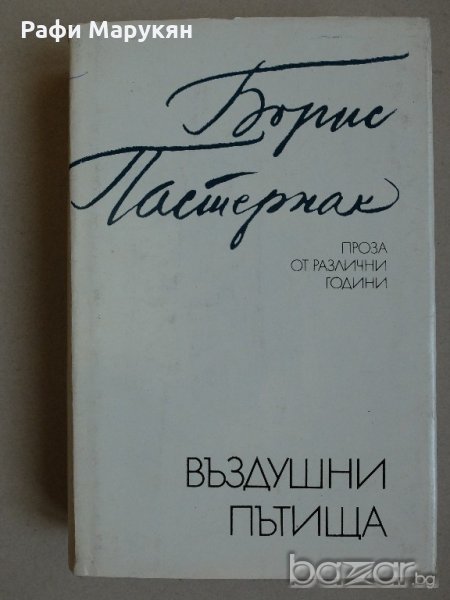 Рафи Марукян
Борис
Пастернак
ПРОЗА
ОТ РАЗЛИЧНИ
ГОДИНИ
ВЪЗДУШНИ
ПЪТИЩА
bazar.bg